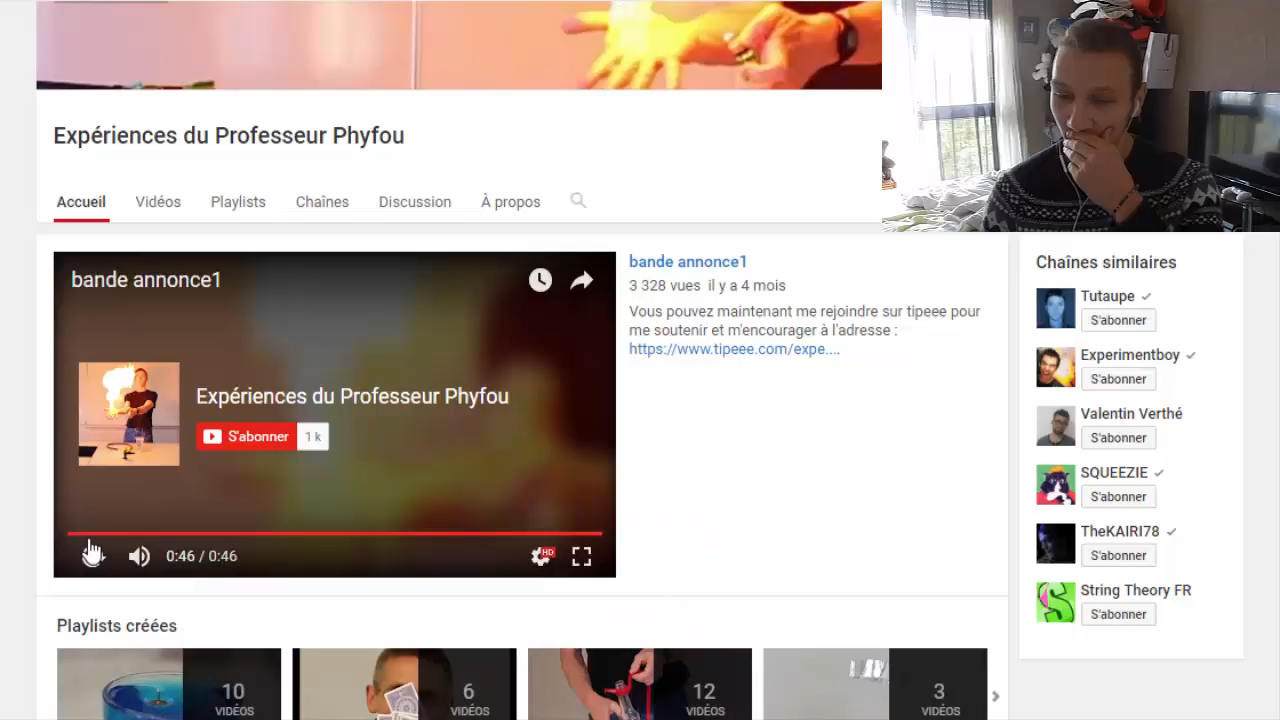 Expériences du Professeur Phyfou
Accueil Vidéos Playlists Chaînes Discussion À propos
bande annonce1
Expériences du Professeur Phyfou
S'abonner 1 k
0:46 / 0:46
HD
bande annonce1
3 328 vues il y a 4 mois
Vous pouvez maintenant me rejoindre sur tipeee pour
me soutenir et m'encourager à l'adresse :
https://www.tipeee.com/expe....
Chaînes similaires
Tutaupe
S'abonner
Experimentboy
S'abonner
Valentin Verthé
S'abonner
SQUEEZIE
S'abonner
TheKAIRI78
S'abonner
String Theory FR
S'abonner
Playlists créées
10
VIDÉOS
6
VIDÉOS
12
VIDÉOS
3
VIDÉOS